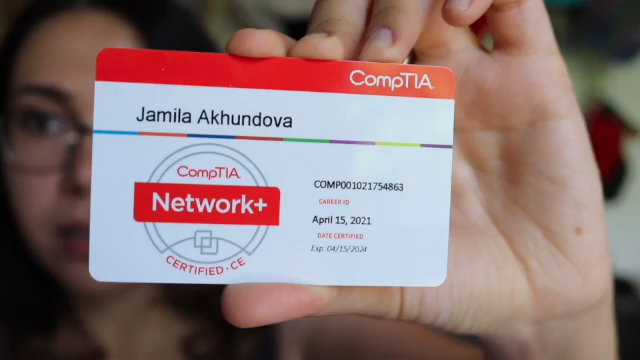 CompTIA.
Jamila Akhundova
CompTIA.
Network+
CERTIFIED • CE
COMP001021754863
CAREER ID
April 15, 2021
DATE CERTIFIED
Exp. 04/15/2024